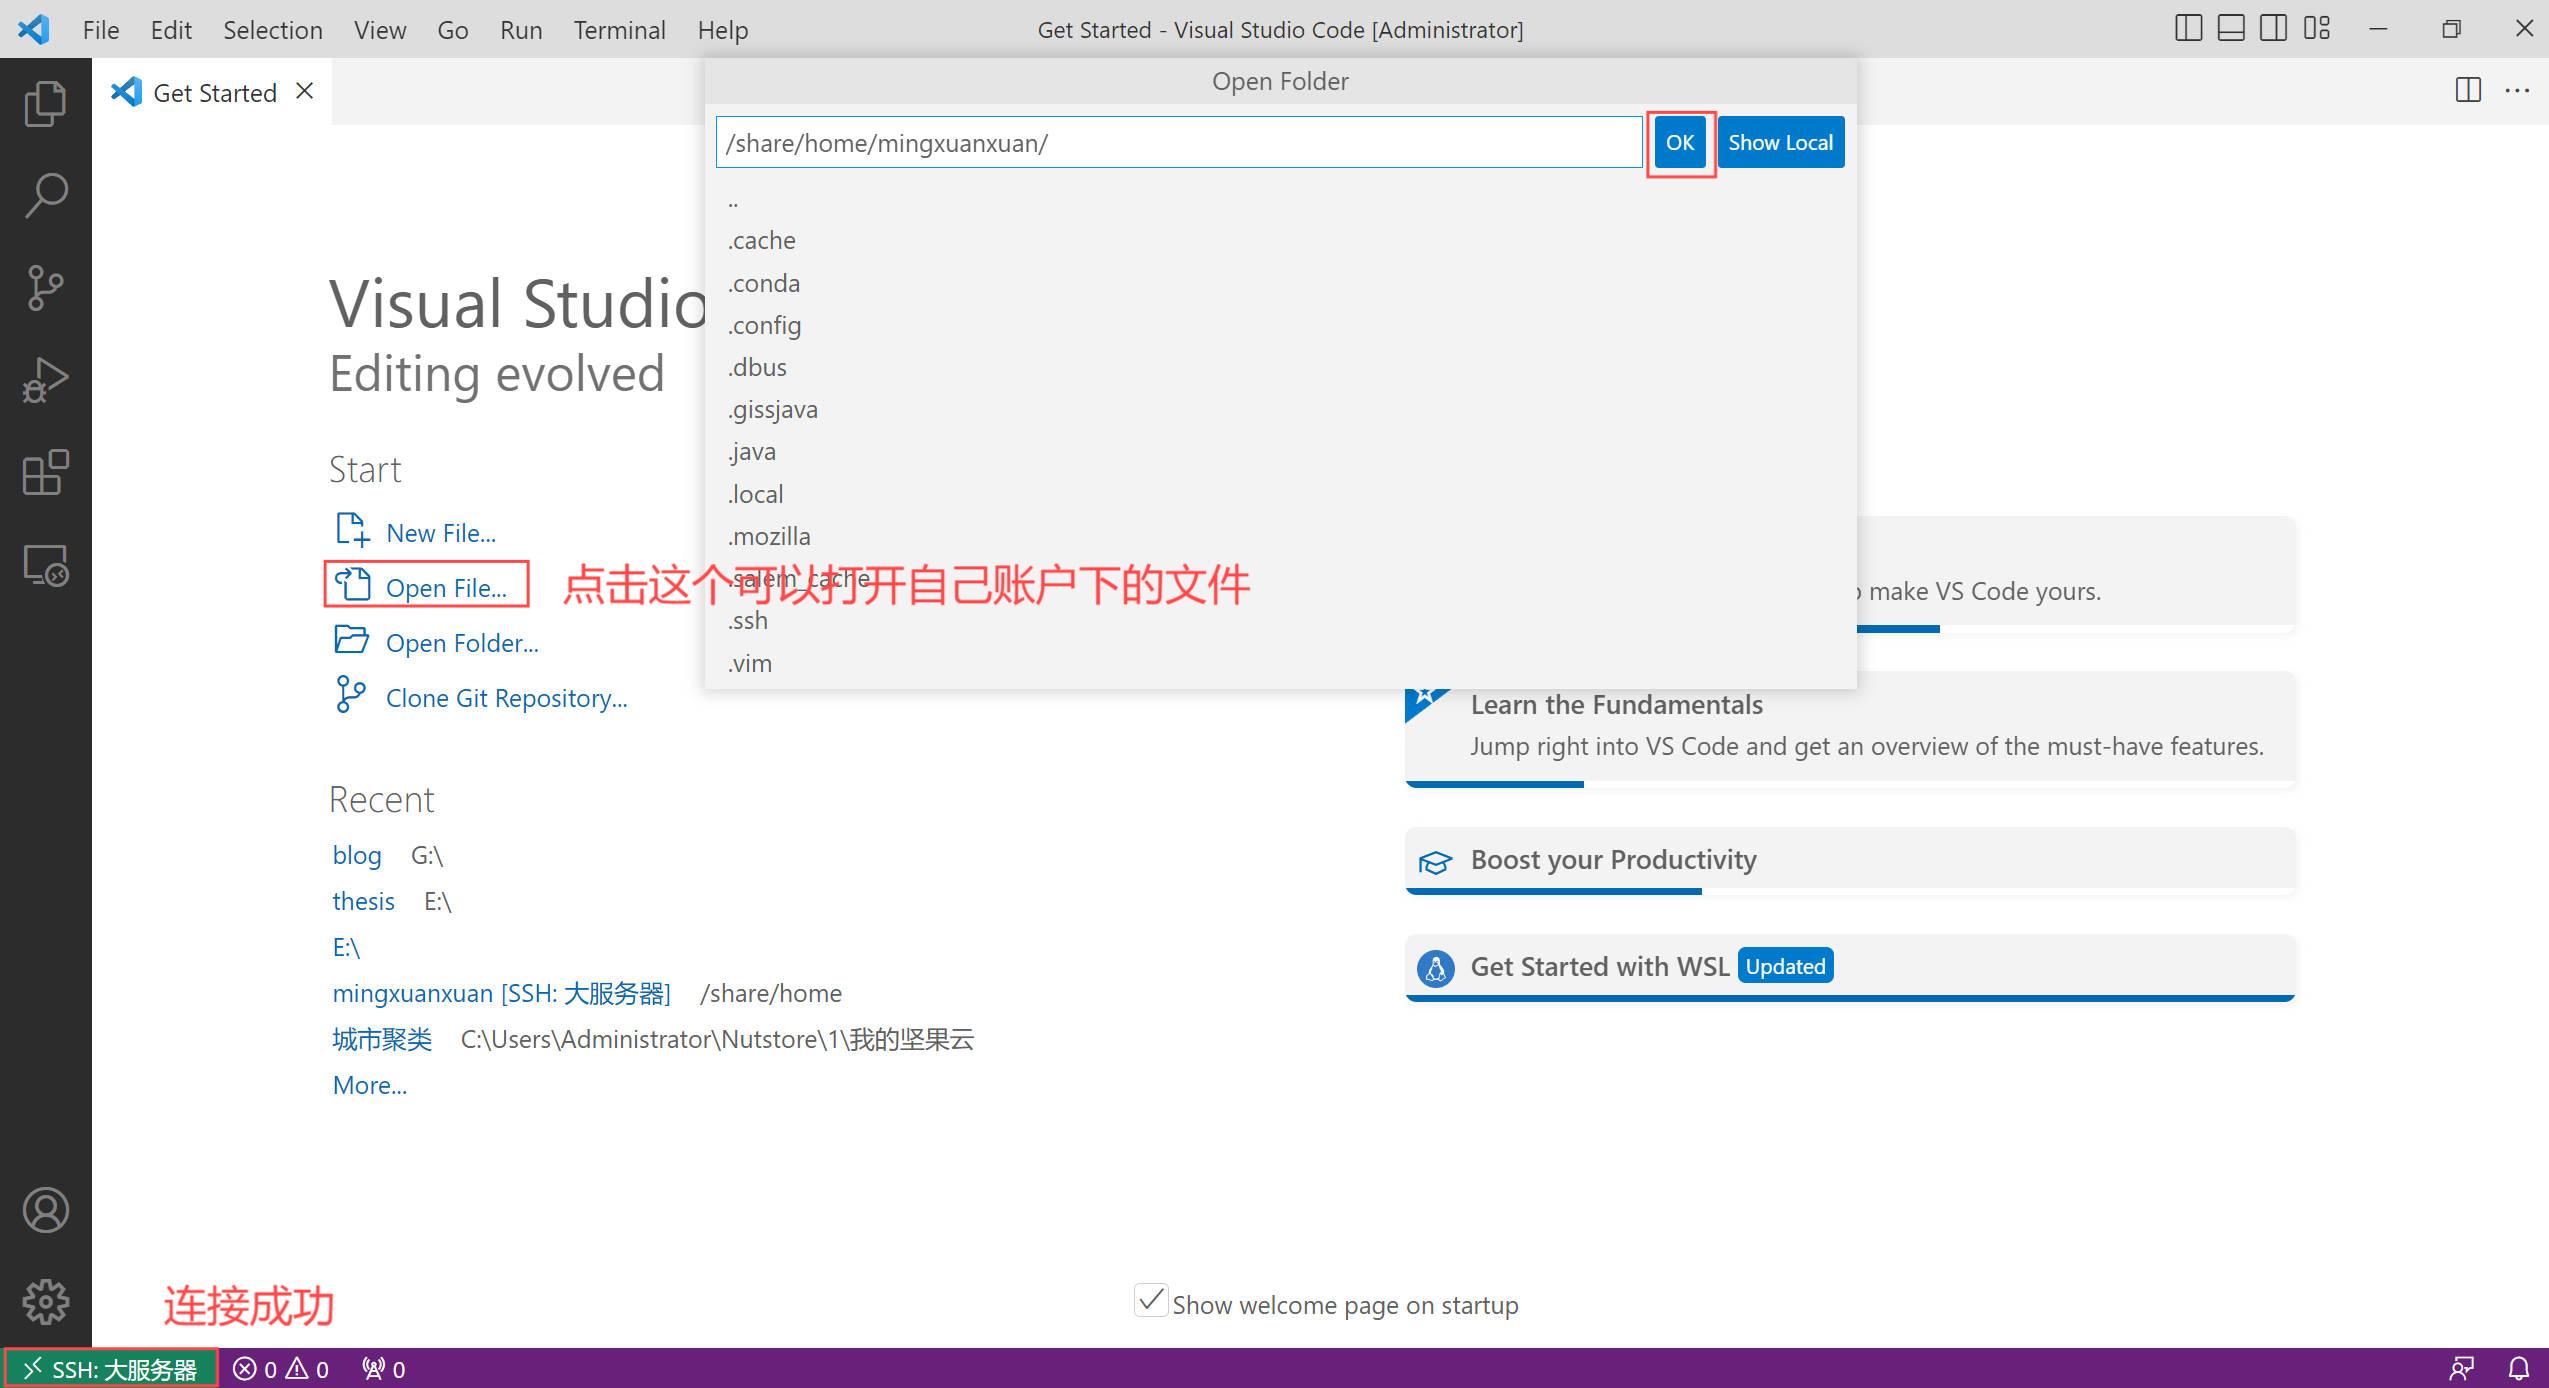 File Edit Selection View Go Run Terminal Help
Get Started - Visual Studio Code [Administrator]
Get Started
Open Folder
/share/home/mingxuanxuan/
OK
Show Local
..
.cache
.conda
.config
.dbus
.gissjava
.java
.local
.mozilla
.salem_cache
.ssh
.vim
Visual Studio
Editing evolved
Start
New File...
Open File...
点击这个可以打开自己账户下的文件
Open Folder...
Clone Git Repository...
Recent
blog G:\
thesis E:\
E:\
mingxuanxuan [SSH: 大服务器] /share/home
城市聚类 C:\Users\Administrator\Nutstore\1\我的坚果云
More...
make VS Code yours.
Learn the Fundamentals
Jump right into VS Code and get an overview of the must-have features.
Boost your Productivity
Get Started with WSL Updated
连接成功
Show welcome page on startup
SSH: 大服务器 0 0 0